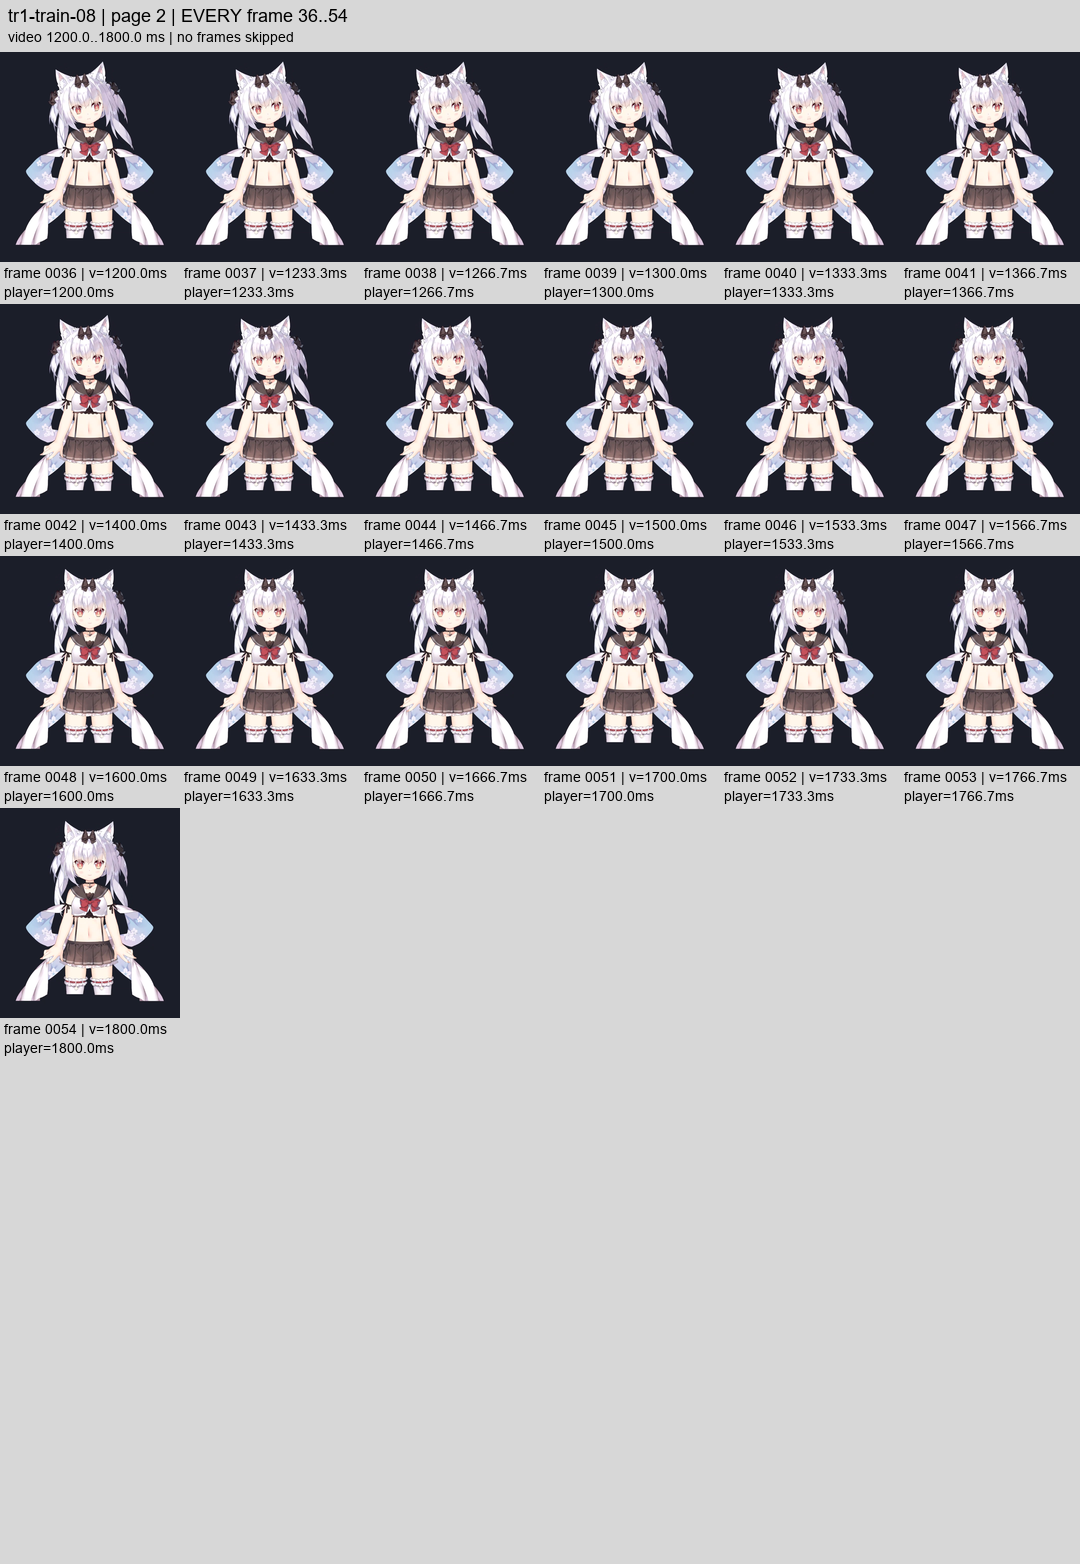 tr1-train-08 | page 2 | EVERY frame 36..54
video 1200.0..1800.0 ms | no frames skipped
frame 0036 | v=1200.0ms
player=1200.0ms
frame 0037 | v=1233.3ms
player=1233.3ms
frame 0038 | v=1266.7ms
player=1266.7ms
frame 0039 | v=1300.0ms
player=1300.0ms
frame 0040 | v=1333.3ms
player=1333.3ms
frame 0041 | v=1366.7ms
player=1366.7ms
frame 0042 | v=1400.0ms
player=1400.0ms
frame 0043 | v=1433.3ms
player=1433.3ms
frame 0044 | v=1466.7ms
player=1466.7ms
frame 0045 | v=1500.0ms
player=1500.0ms
frame 0046 | v=1533.3ms
player=1533.3ms
frame 0047 | v=1566.7ms
player=1566.7ms
frame 0048 | v=1600.0ms
player=1600.0ms
frame 0049 | v=1633.3ms
player=1633.3ms
frame 0050 | v=1666.7ms
player=1666.7ms
frame 0051 | v=1700.0ms
player=1700.0ms
frame 0052 | v=1733.3ms
player=1733.3ms
frame 0053 | v=1766.7ms
player=1766.7ms
frame 0054 | v=1800.0ms
player=1800.0ms